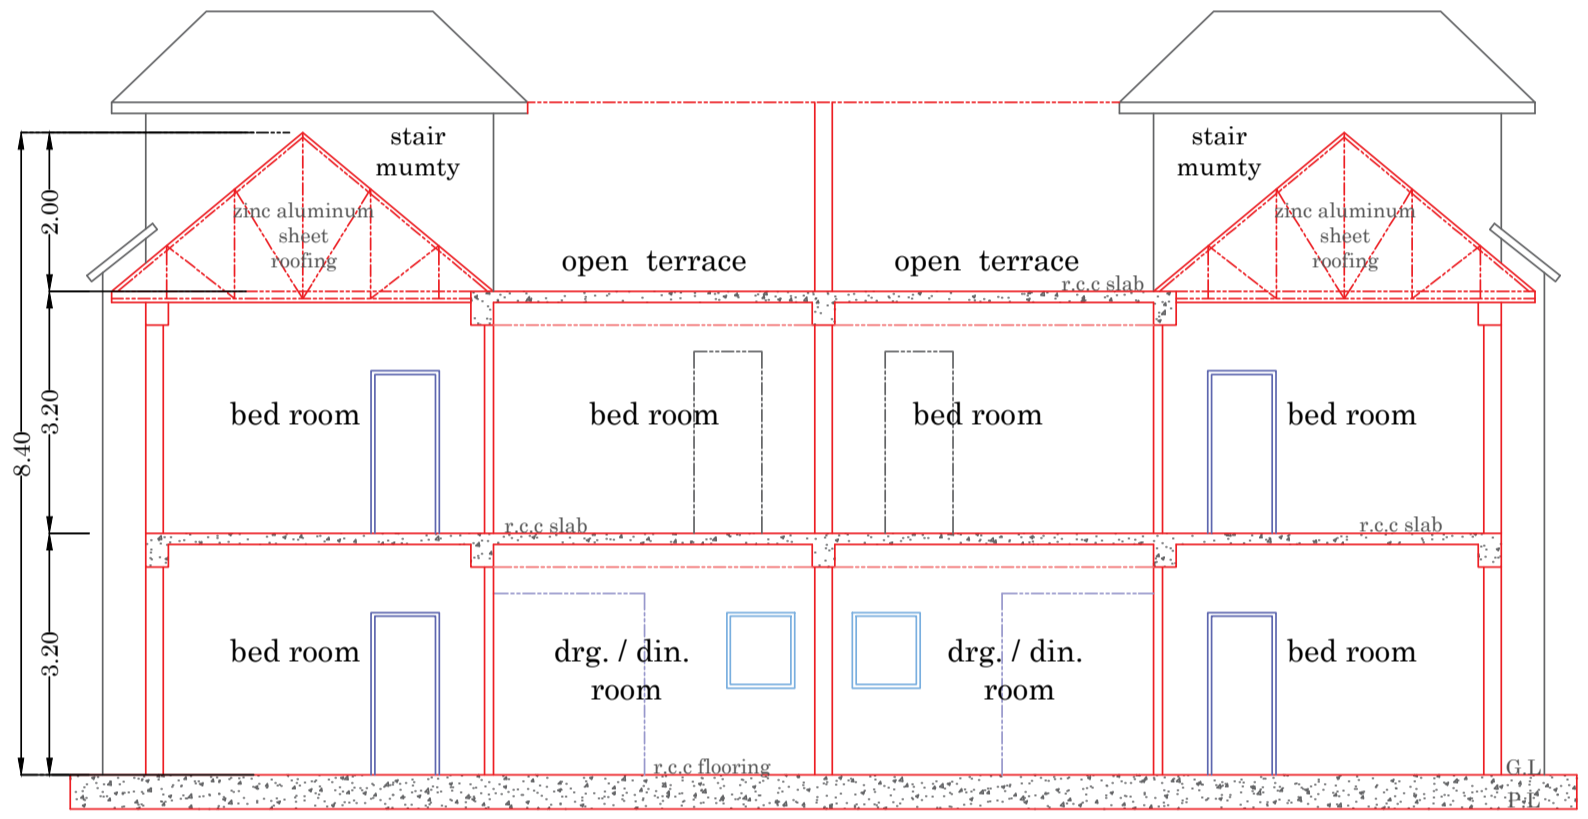 stair
mumty
stair
mumty
2.00
zinc aluminum
sheet
roofing
zinc aluminum
sheet
roofing
open terrace
open terrace
r.c.c slab
8.40
3.20
bed room
bed room
bed room
bed room
r.c.c slab
r.c.c slab
3.20
bed room
drg. / din.
room
drg. / din.
room
bed room
r.c.c flooring
G.L
P.L